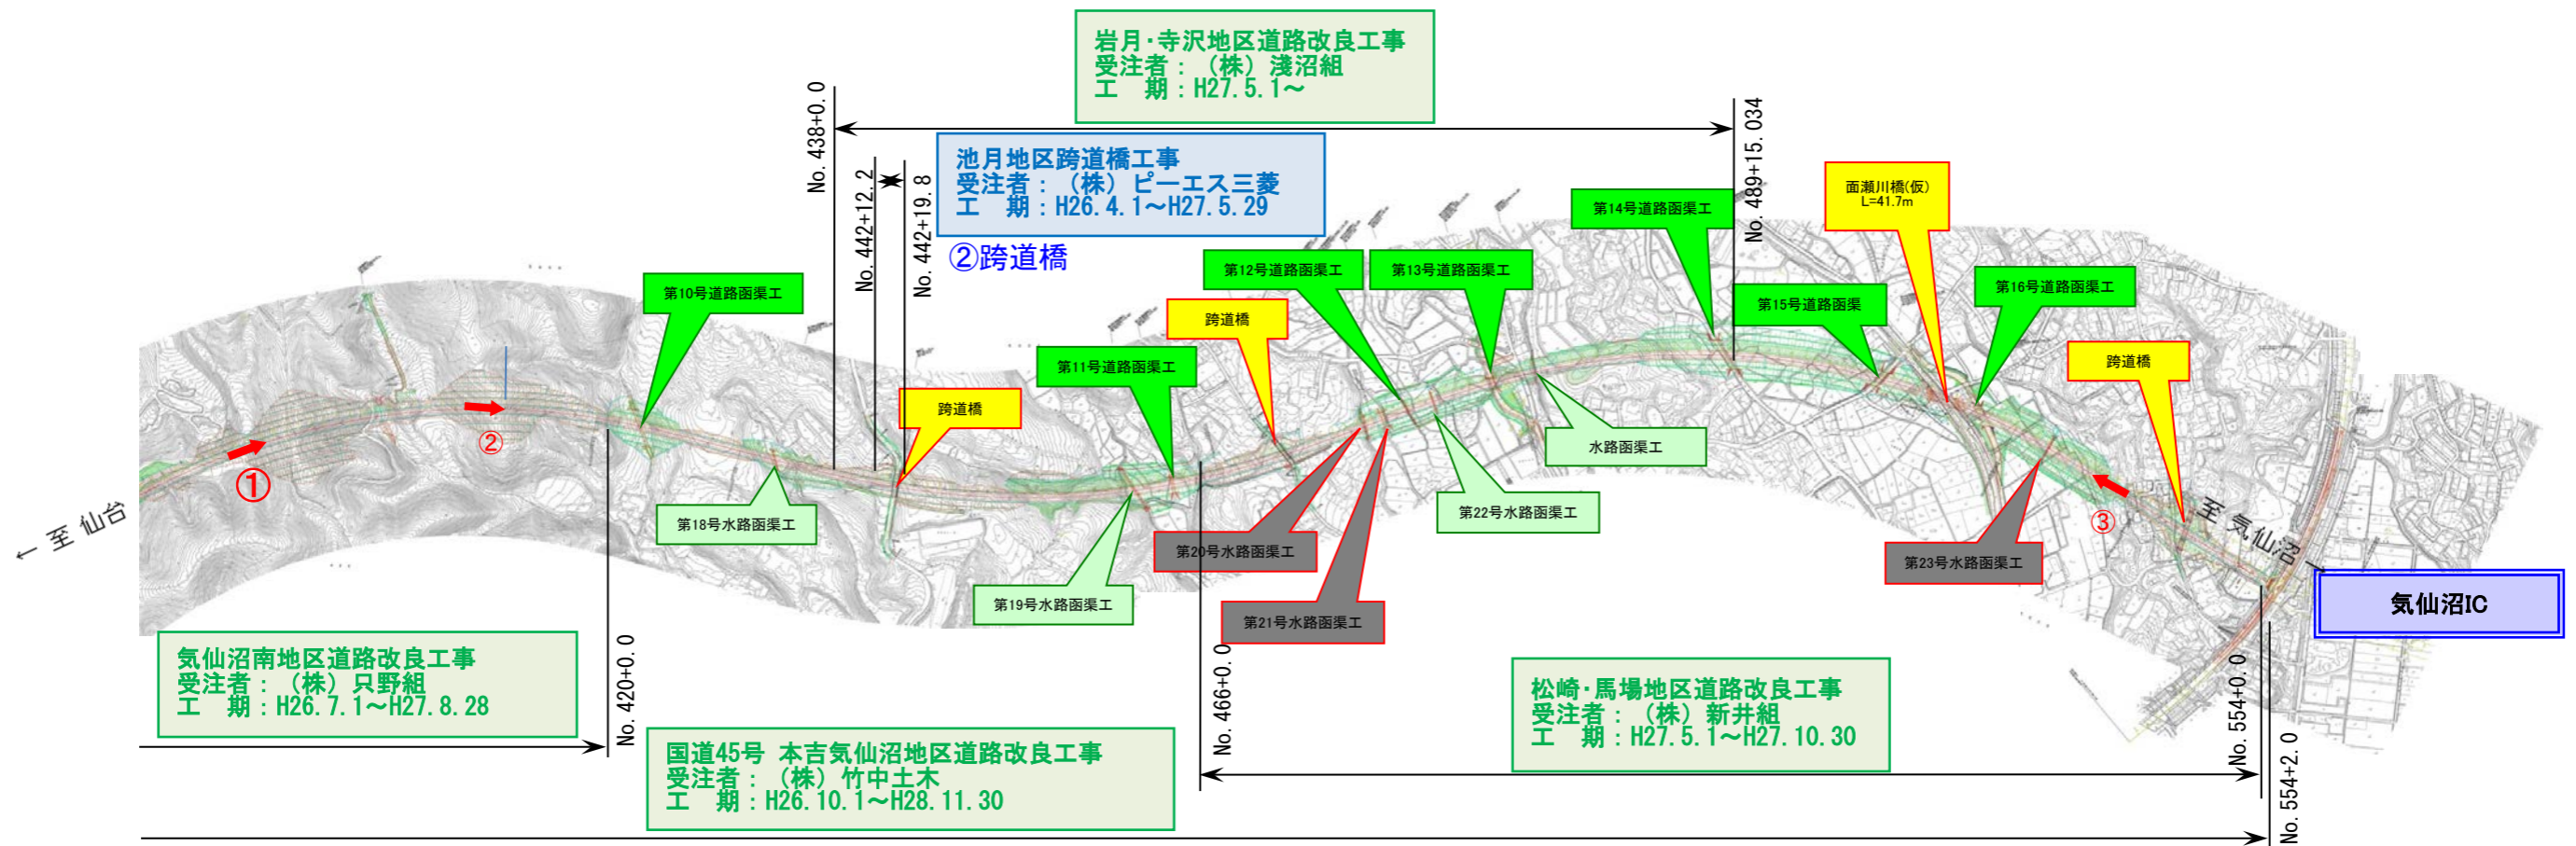 岩月・寺沢地区道路改良工事
受注者：（株）淺沼組
工　期：H27.5.1～
No. 438+0.0
No. 489+15.034
池月地区跨道橋工事
受注者：（株）ピーエス三菱
工　期：H26.4.1～H27.5.29
No. 442+12.2
No. 442+19.8
②跨道橋
面瀬川橋(仮)
L=41.7m
第14号道路函渠工
第12号道路函渠工
第13号道路函渠工
第10号道路函渠工
第15号道路函渠
第16号道路函渠工
跨道橋
第11号道路函渠工
跨道橋
跨道橋
①
②
水路函渠工
第18号水路函渠工
第22号水路函渠工
③
← 至 仙台
至 気仙沼 →
第20号水路函渠工
第23号水路函渠工
第19号水路函渠工
第21号水路函渠工
気仙沼IC
気仙沼南地区道路改良工事
受注者：（株）只野組
工　期：H26.7.1～H27.8.28
No. 420+0.0
No. 466+0.0
松崎・馬場地区道路改良工事
受注者：（株）新井組
工　期：H27.5.1～H27.10.30
No. 554+0.0
No. 554+2.0
国道45号 本吉気仙沼地区道路改良工事
受注者：（株）竹中土木
工　期：H26.10.1～H28.11.30